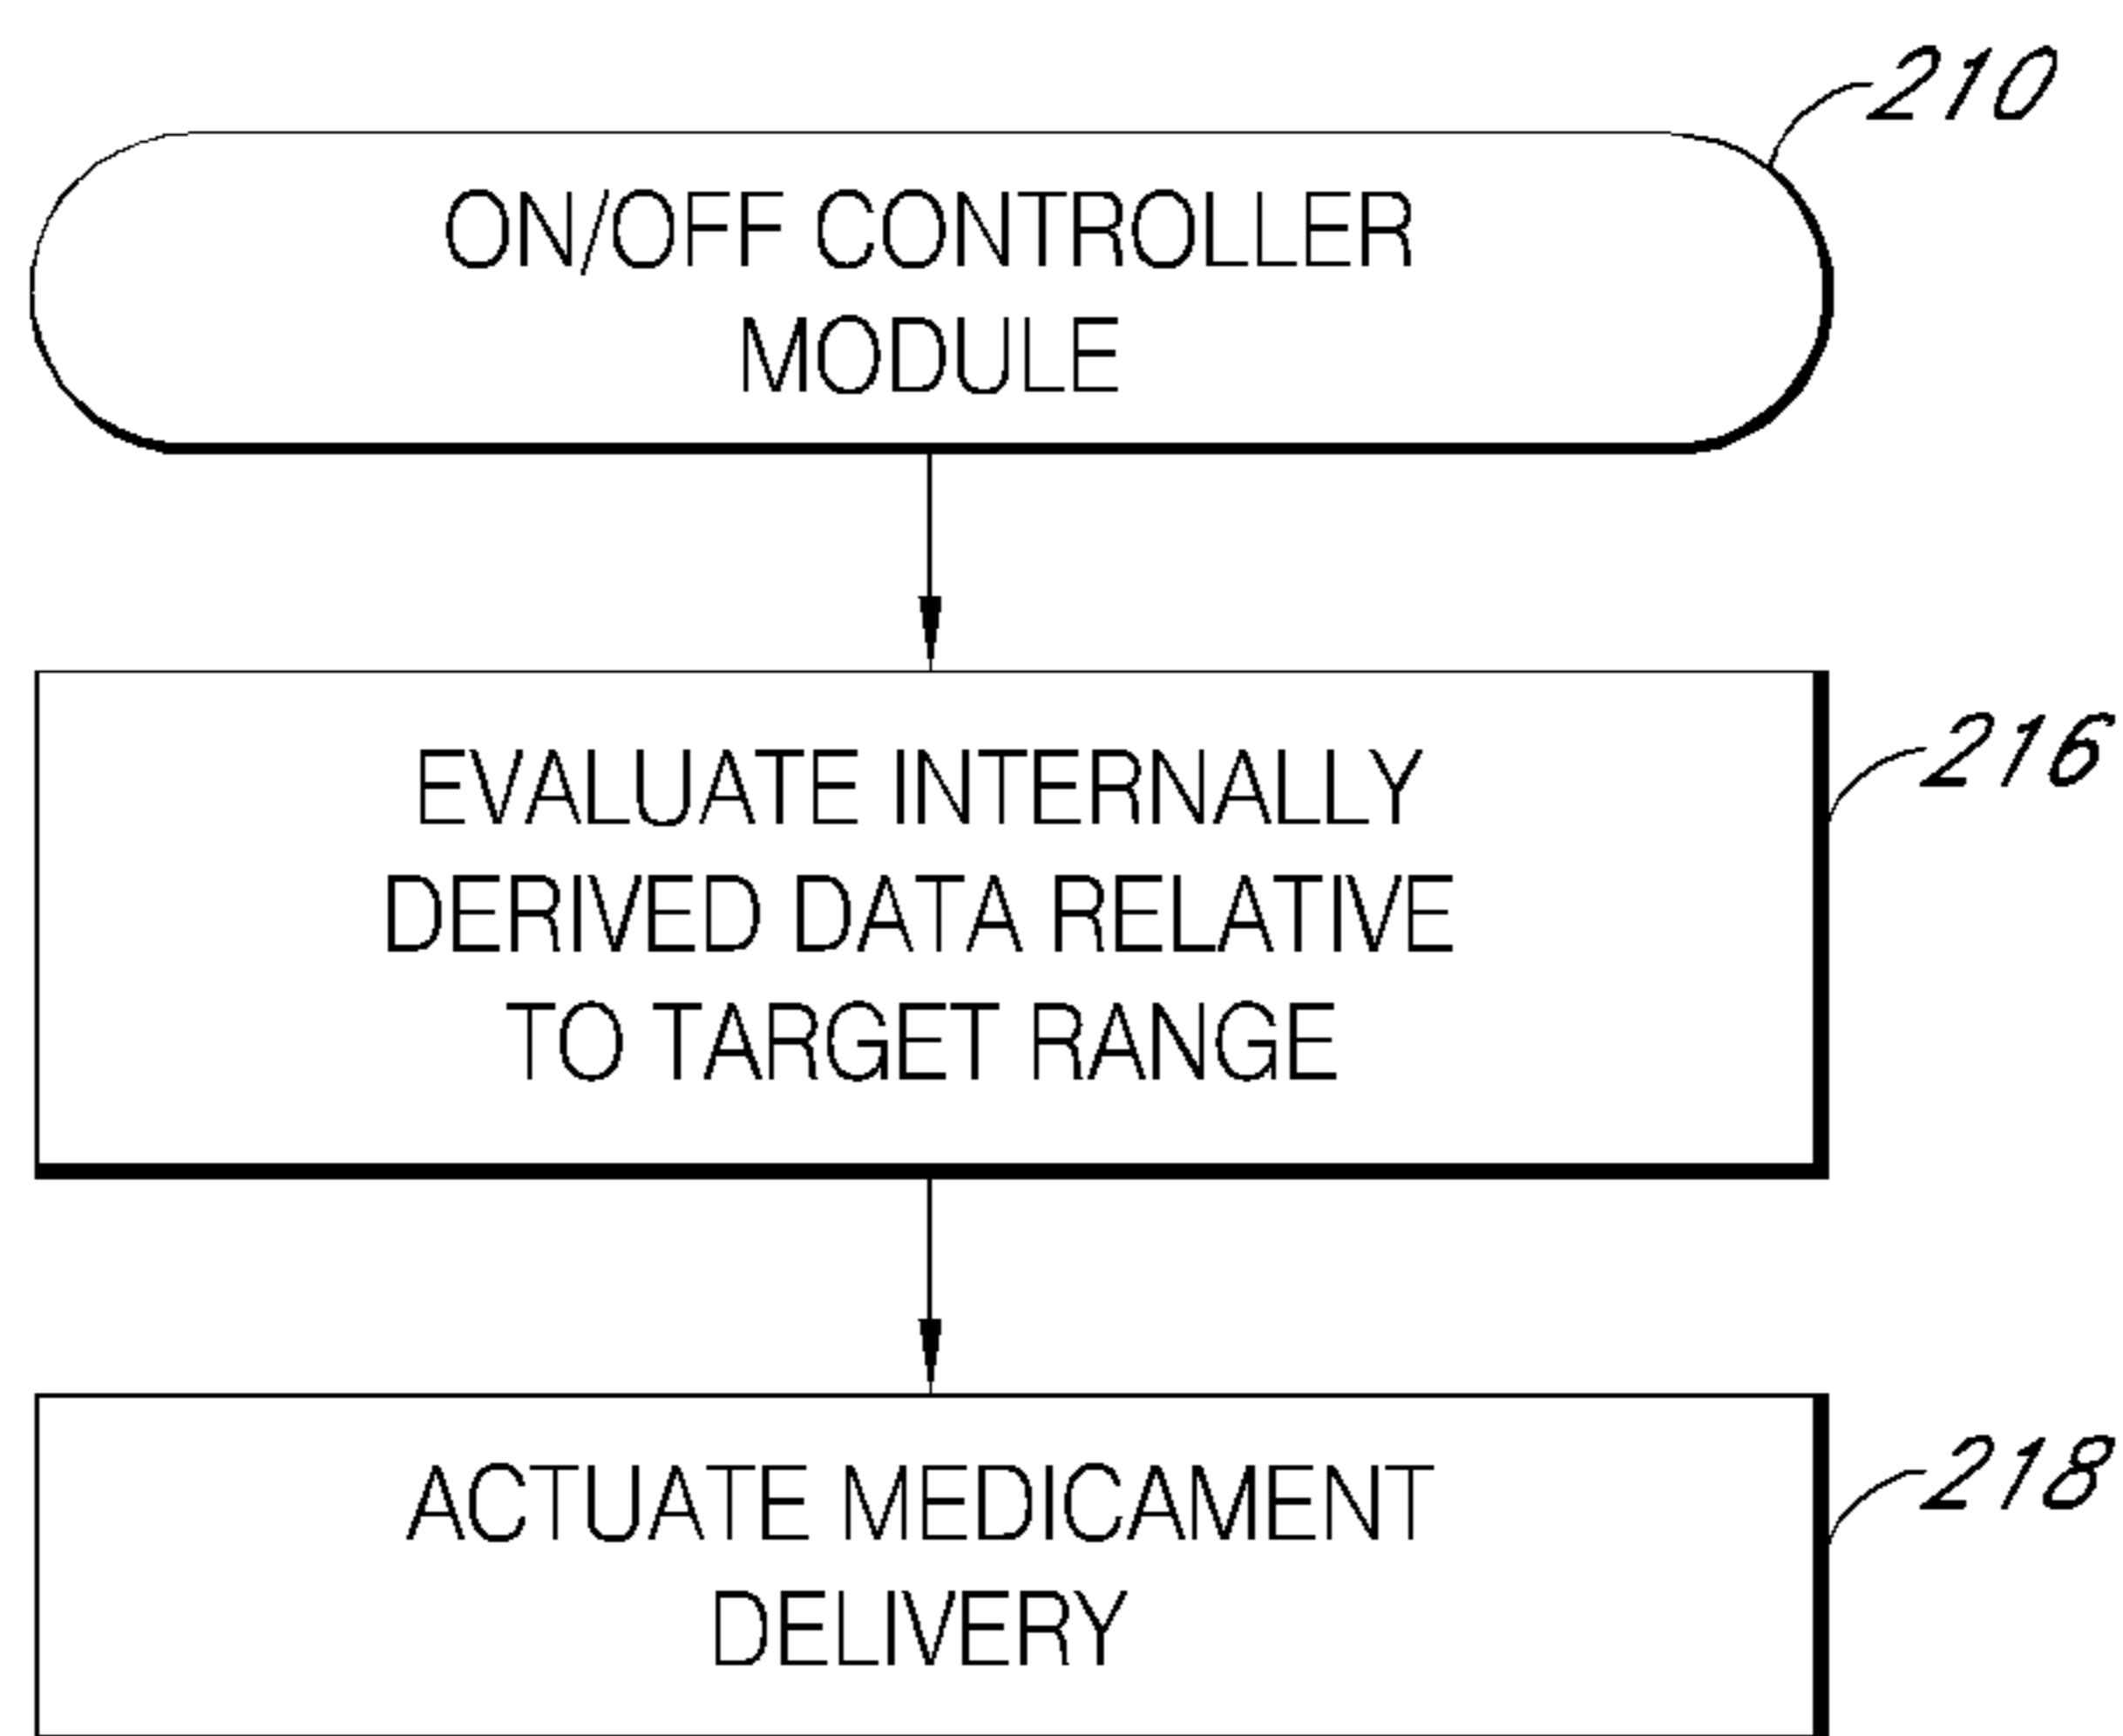 210
ON/OFF CONTROLLER
MODULE
EVALUATE INTERNALLY
DERIVED DATA RELATIVE
TO TARGET RANGE
216
ACTUATE MEDICAMENT
DELIVERY
218